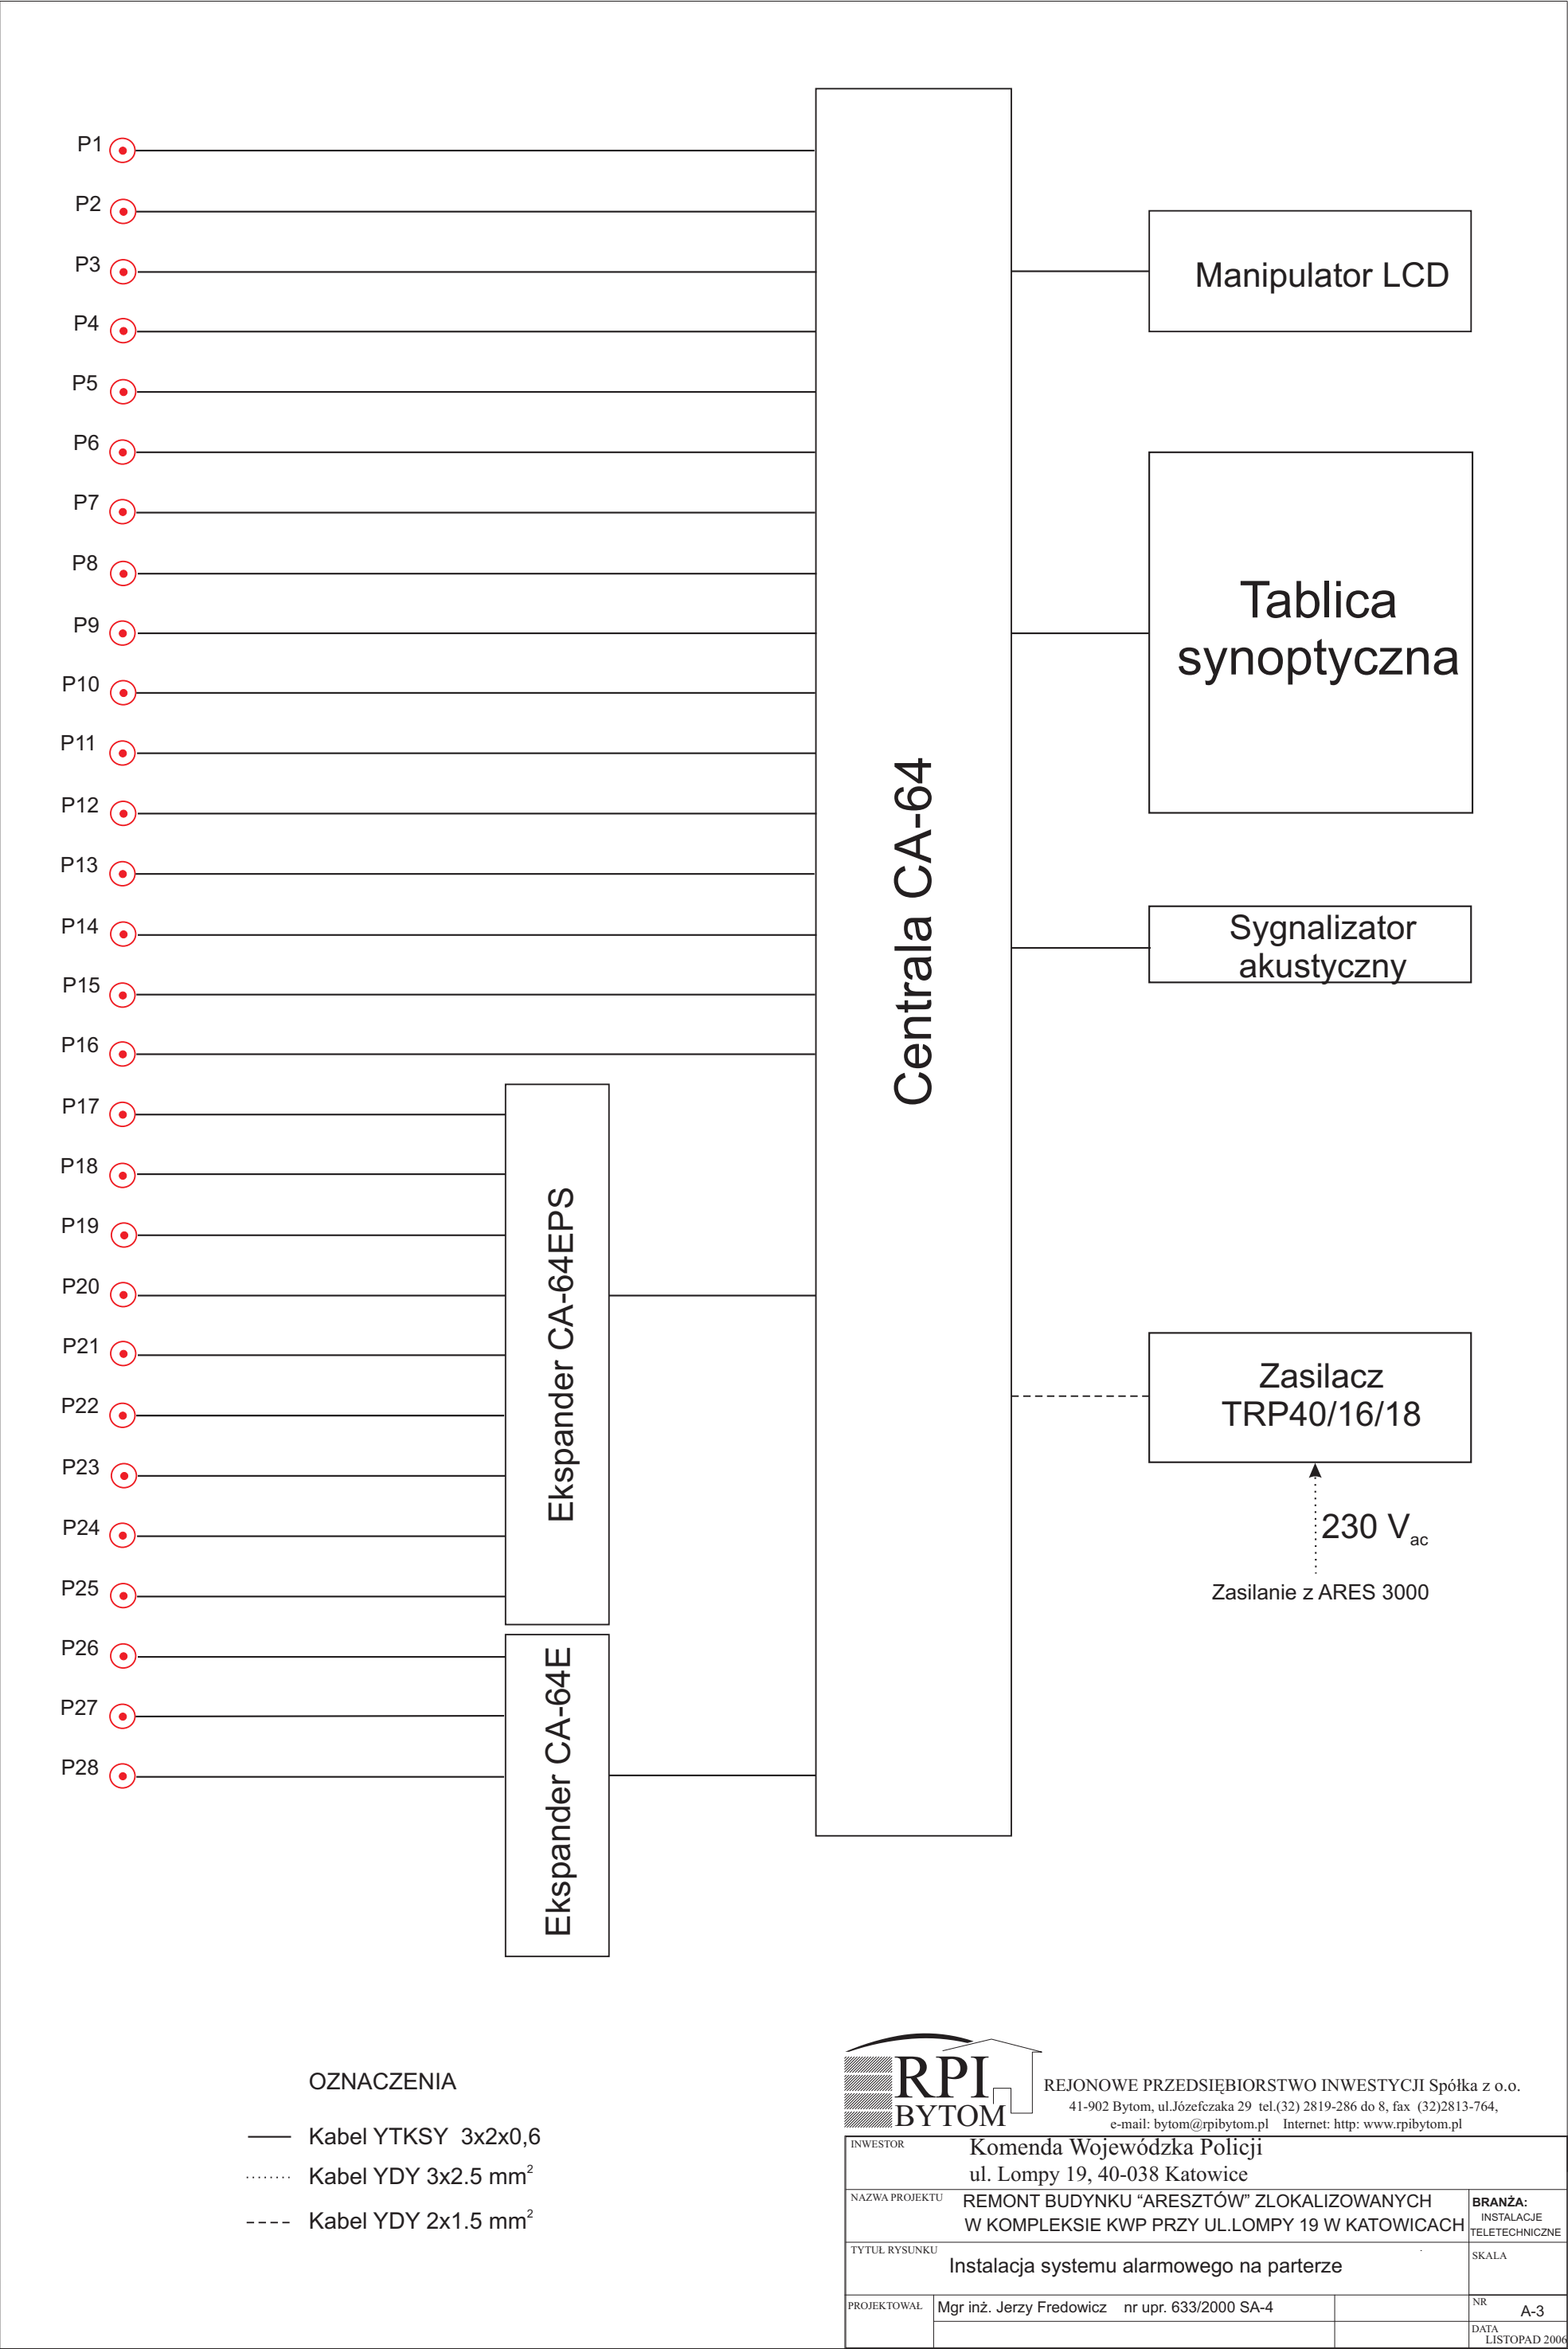 P1
P2
P3
P4
P5
P6
P7
P8
P9
P10
P11
P12
P13
P14
P15
P16
P17
P18
P19
P20
P21
P22
P23
P24
P25
P26
P27
P28
Ekspander CA-64EPS
Ekspander CA-64E
Centrala CA-64
Manipulator LCD
Tablica
synoptyczna
Sygnalizator
akustyczny
Zasilacz
TRP40/16/18
230 Vac
Zasilanie z ARES 3000
OZNACZENIA
Kabel YTKSY 3x2x0,6
Kabel YDY 3x2.5 mm²
Kabel YDY 2x1.5 mm²
RPI
BYTOM
REJONOWE PRZEDSIĘBIORSTWO INWESTYCJI Spółka z o.o.
41-902 Bytom, ul.Józefczaka 29 tel.(32) 2819-286 do 8, fax (32)2813-764,
e-mail: bytom@rpibytom.pl Internet: http: www.rpibytom.pl
INWESTOR
Komenda Wojewódzka Policji
ul. Lompy 19, 40-038 Katowice
NAZWA PROJEKTU
REMONT BUDYNKU “ARESZTÓW” ZLOKALIZOWANYCH
W KOMPLEKSIE KWP PRZY UL.LOMPY 19 W KATOWICACH
BRANŻA:
INSTALACJE
TELETECHNICZNE
TYTUŁ RYSUNKU
Instalacja systemu alarmowego na parterze
SKALA
PROJEKTOWAŁ
Mgr inż. Jerzy Fredowicz nr upr. 633/2000 SA-4
NR
A-3
DATA
LISTOPAD 2006